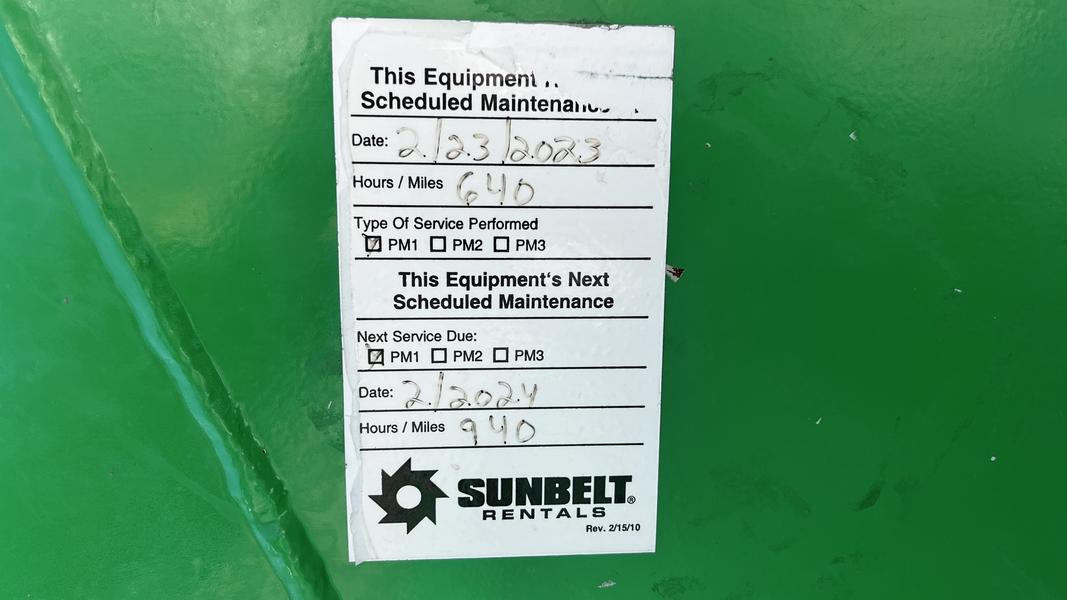 This Equipment
Scheduled Maintenance
Date: 2/23/2023
Hours / Miles 640
Type Of Service Performed
☑ PM1 ☐ PM2 ☐ PM3
This Equipment's Next
Scheduled Maintenance
Next Service Due:
☑ PM1 ☐ PM2 ☐ PM3
Date: 2/2024
Hours / Miles 940
SUNBELT®
RENTALS
Rev. 2/15/10